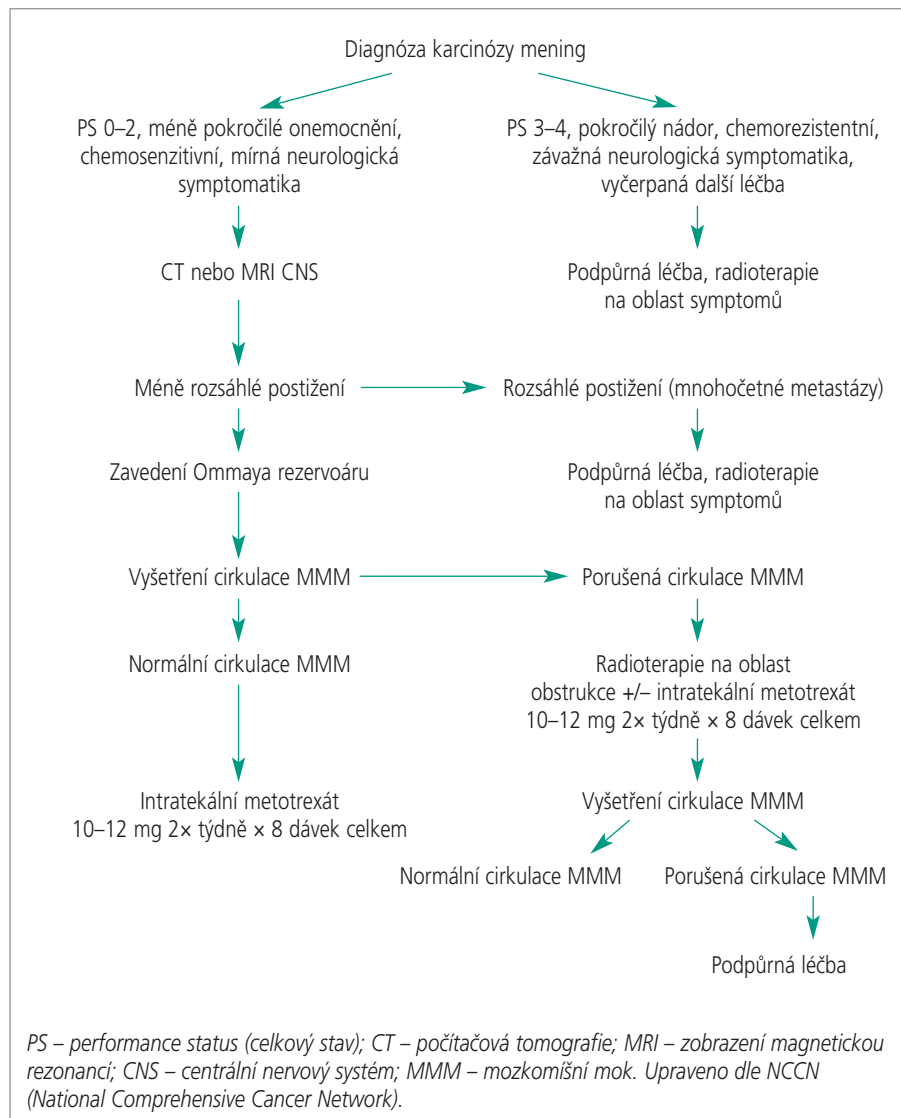 Diagnóza karcinózy mening
PS 0–2, méně pokročilé onemocnění,
chemosenzitivní, mírná neurologická
symptomatika
PS 3–4, pokročilý nádor, chemorezistentní,
závažná neurologická symptomatika,
vyčerpaná další léčba
CT nebo MRI CNS
Podpůrná léčba, radioterapie
na oblast symptomů
Méně rozsáhlé postižení
Rozsáhlé postižení (mnohočetné metastázy)
Zavedení Ommaya rezervoáru
Podpůrná léčba, radioterapie
na oblast symptomů
Vyšetření cirkulace MMM
Porušená cirkulace MMM
Normální cirkulace MMM
Radioterapie na oblast
obstrukce +/– intratekální metotrexát
10–12 mg 2× týdně × 8 dávek celkem
Intratekální metotrexát
10–12 mg 2× týdně × 8 dávek celkem
Vyšetření cirkulace MMM
Normální cirkulace MMM
Porušená cirkulace MMM
Podpůrná léčba
PS – performance status (celkový stav); CT – počítačová tomografie; MRI – zobrazení magnetickou
rezonancí; CNS – centrální nervový systém; MMM – mozkomíšní mok. Upraveno dle NCCN
(National Comprehensive Cancer Network).